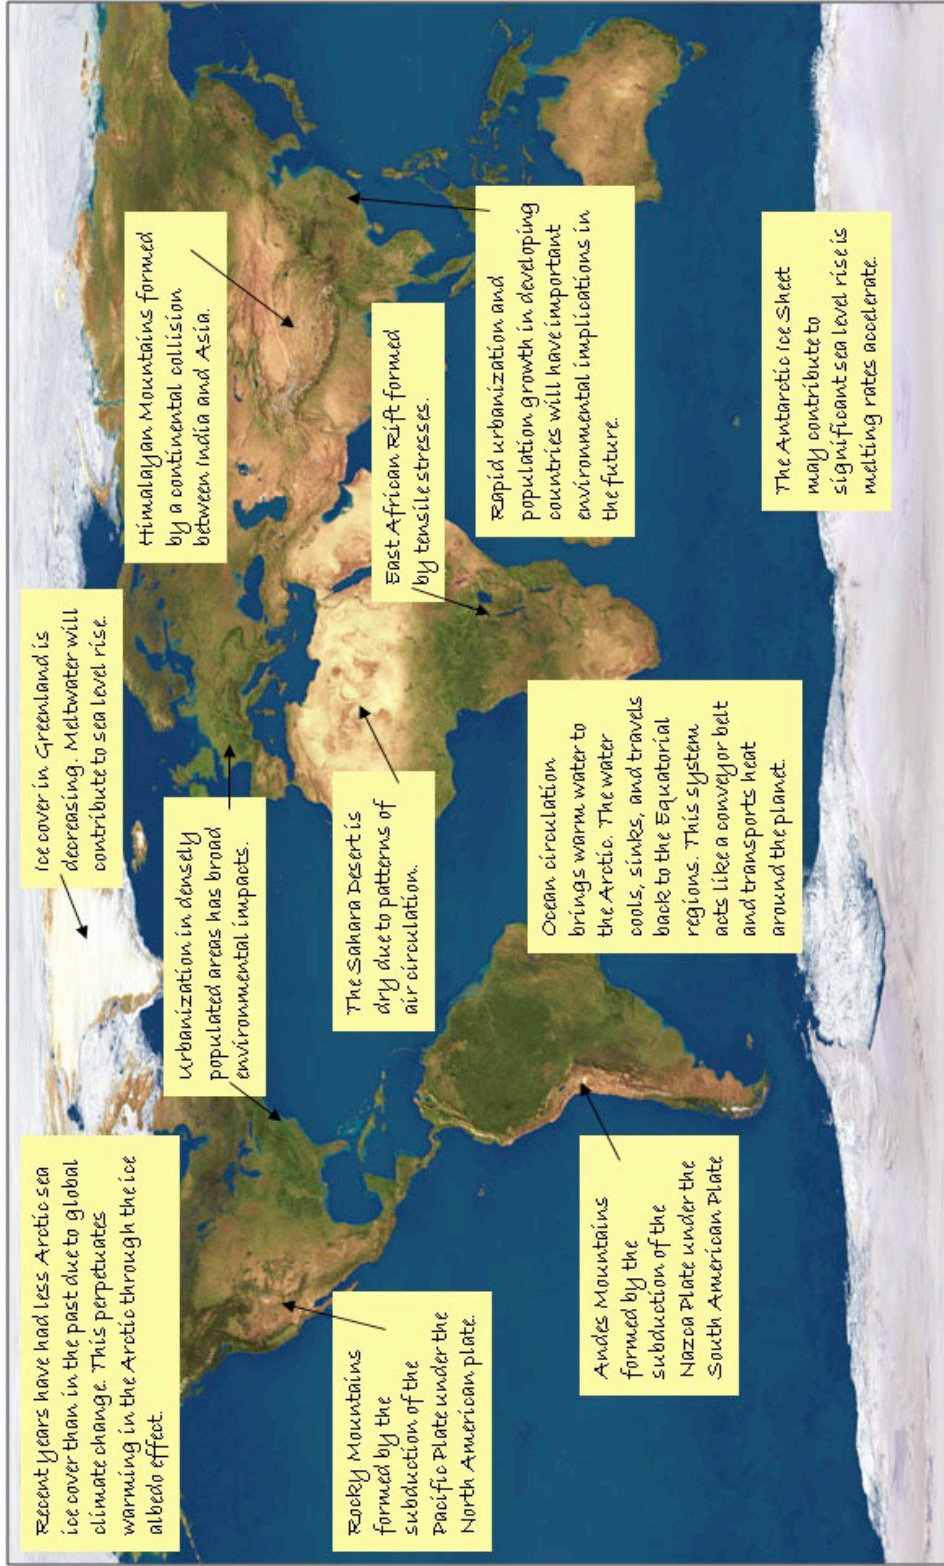 Recent years have had less Arctic sea
ice cover than in the past due to global
climate change. This perpetuates
warming in the Arctic through the ice
albedo effect.
Ice cover in Greenland is
decreasing. Meltwater will
contribute to sea level rise.
Himalayan Mountains formed
by a continental collision
between India and Asia.
Urbanization in densely
populated areas has broad
environmental impacts.
Rocky Mountains
formed by the
subduction of the
Pacific Plate under the
North American plate.
The Sahara Desert is
dry due to patterns of
air circulation.
East African Rift formed
by tensile stresses.
Rapid urbanization and
population growth in developing
countries will have important
environmental implications in
the future.
Ocean circulation
brings warm water to
the Arctic. The water
cools, sinks, and travels
back to the Equatorial
regions. This system
acts like a conveyor belt
and transports heat
around the planet.
Andes Mountains
formed by the
subduction of the
Nazca Plate under the
South American Plate
The Antarctic Ice Sheet
may contribute to
significant sea level rise is
melting rates accelerate.